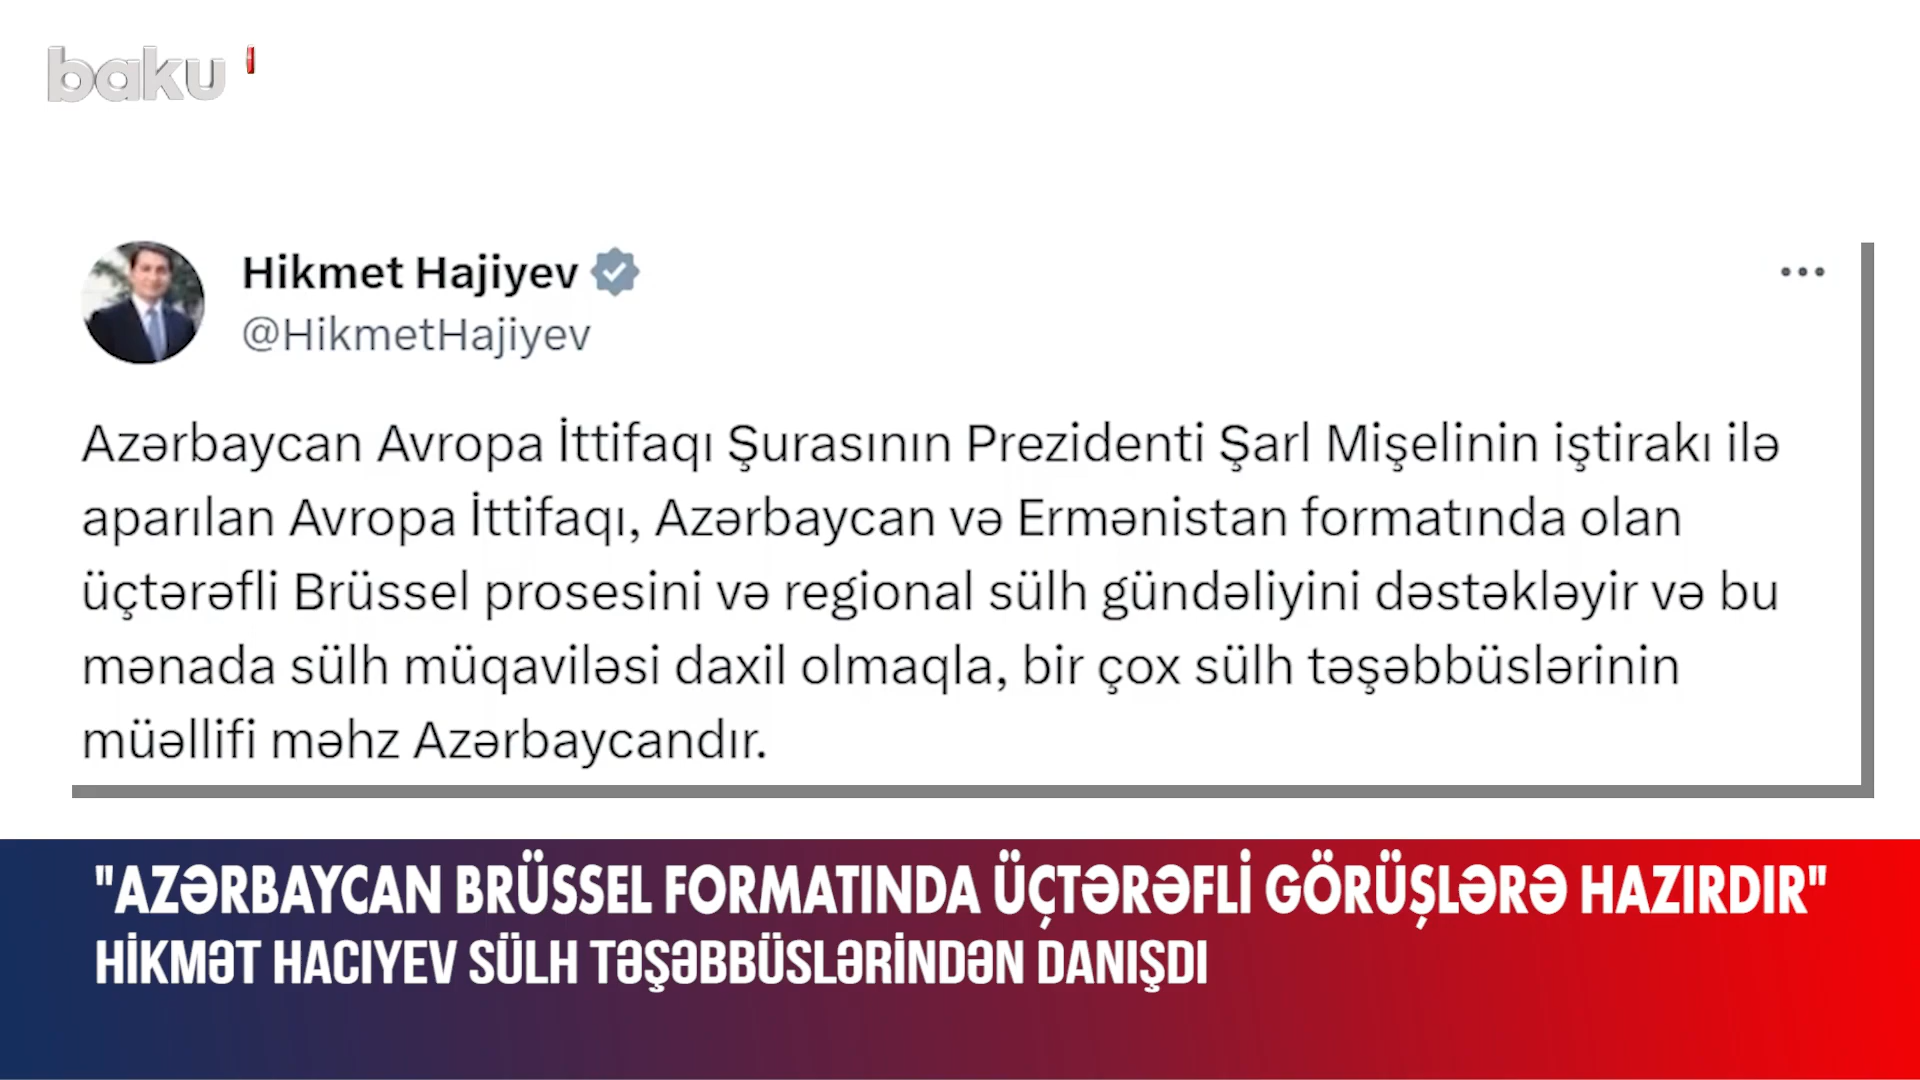 baku
Hikmet Hajiyev
@HikmetHajiyev
Azərbaycan Avropa İttifaqı Şurasının Prezidenti Şarl Mişelinin iştirakı ilə
aparılan Avropa İttifaqı, Azərbaycan və Ermənistan formatında olan
üçtərəfli Brüssel prosesini və regional sülh gündəliyini dəstəkləyir və bu
mənada sülh müqaviləsi daxil olmaqla, bir çox sülh təşəbbüslərinin
müəllifi məhz Azərbaycandır.
"AZƏRBAYCAN BRÜSSEL FORMATINDA ÜÇTƏRƏFLİ GÖRÜŞLƏRƏ HAZIRDIR"
HİKMƏT HACIYEV SÜLH TƏŞƏBBÜSLƏRİNDƏN DANIŞDI